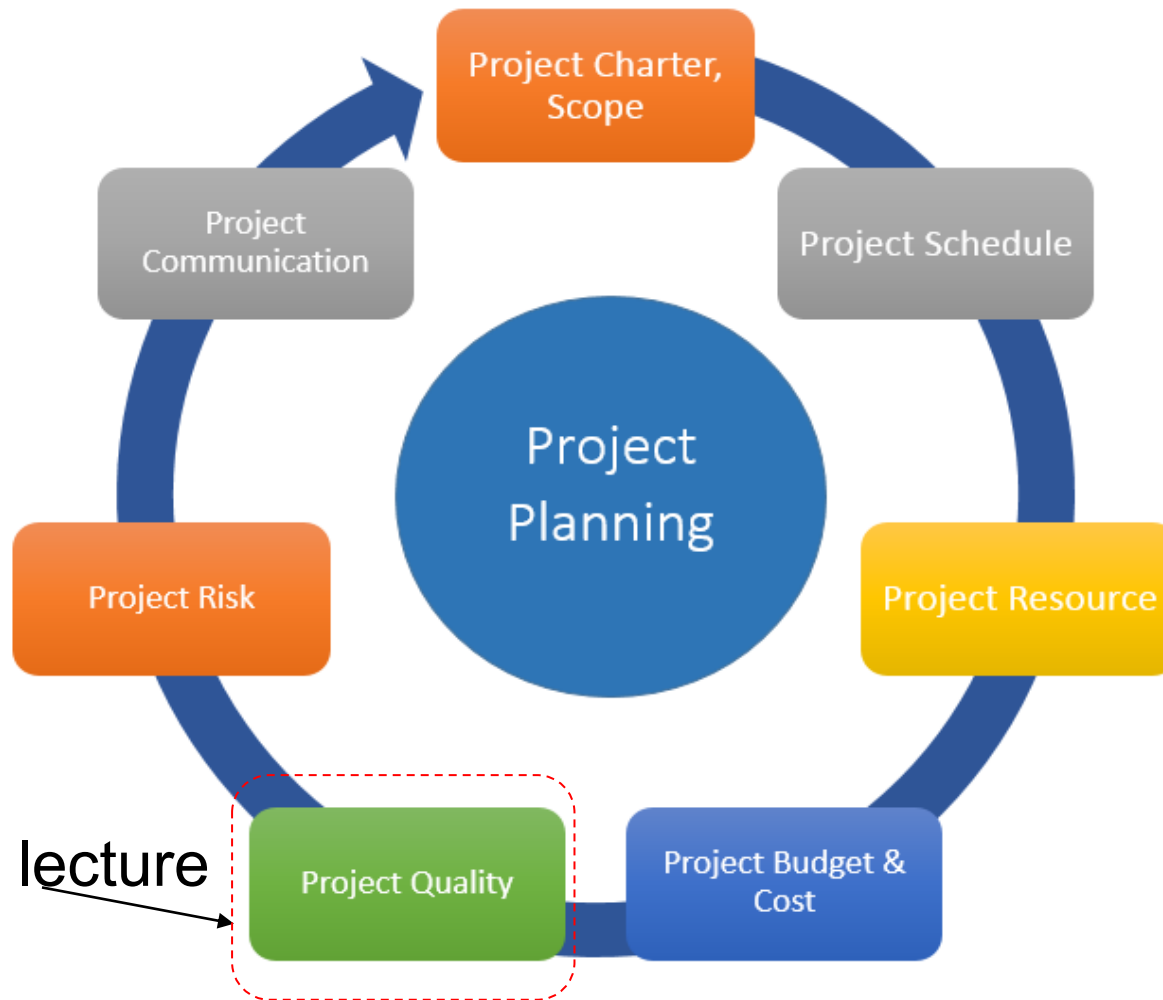 Project Charter,
Scope
Project Schedule
Project Resource
Project Budget &
Cost
Project Quality
lecture
Project Risk
Project
Communication
Project
Planning